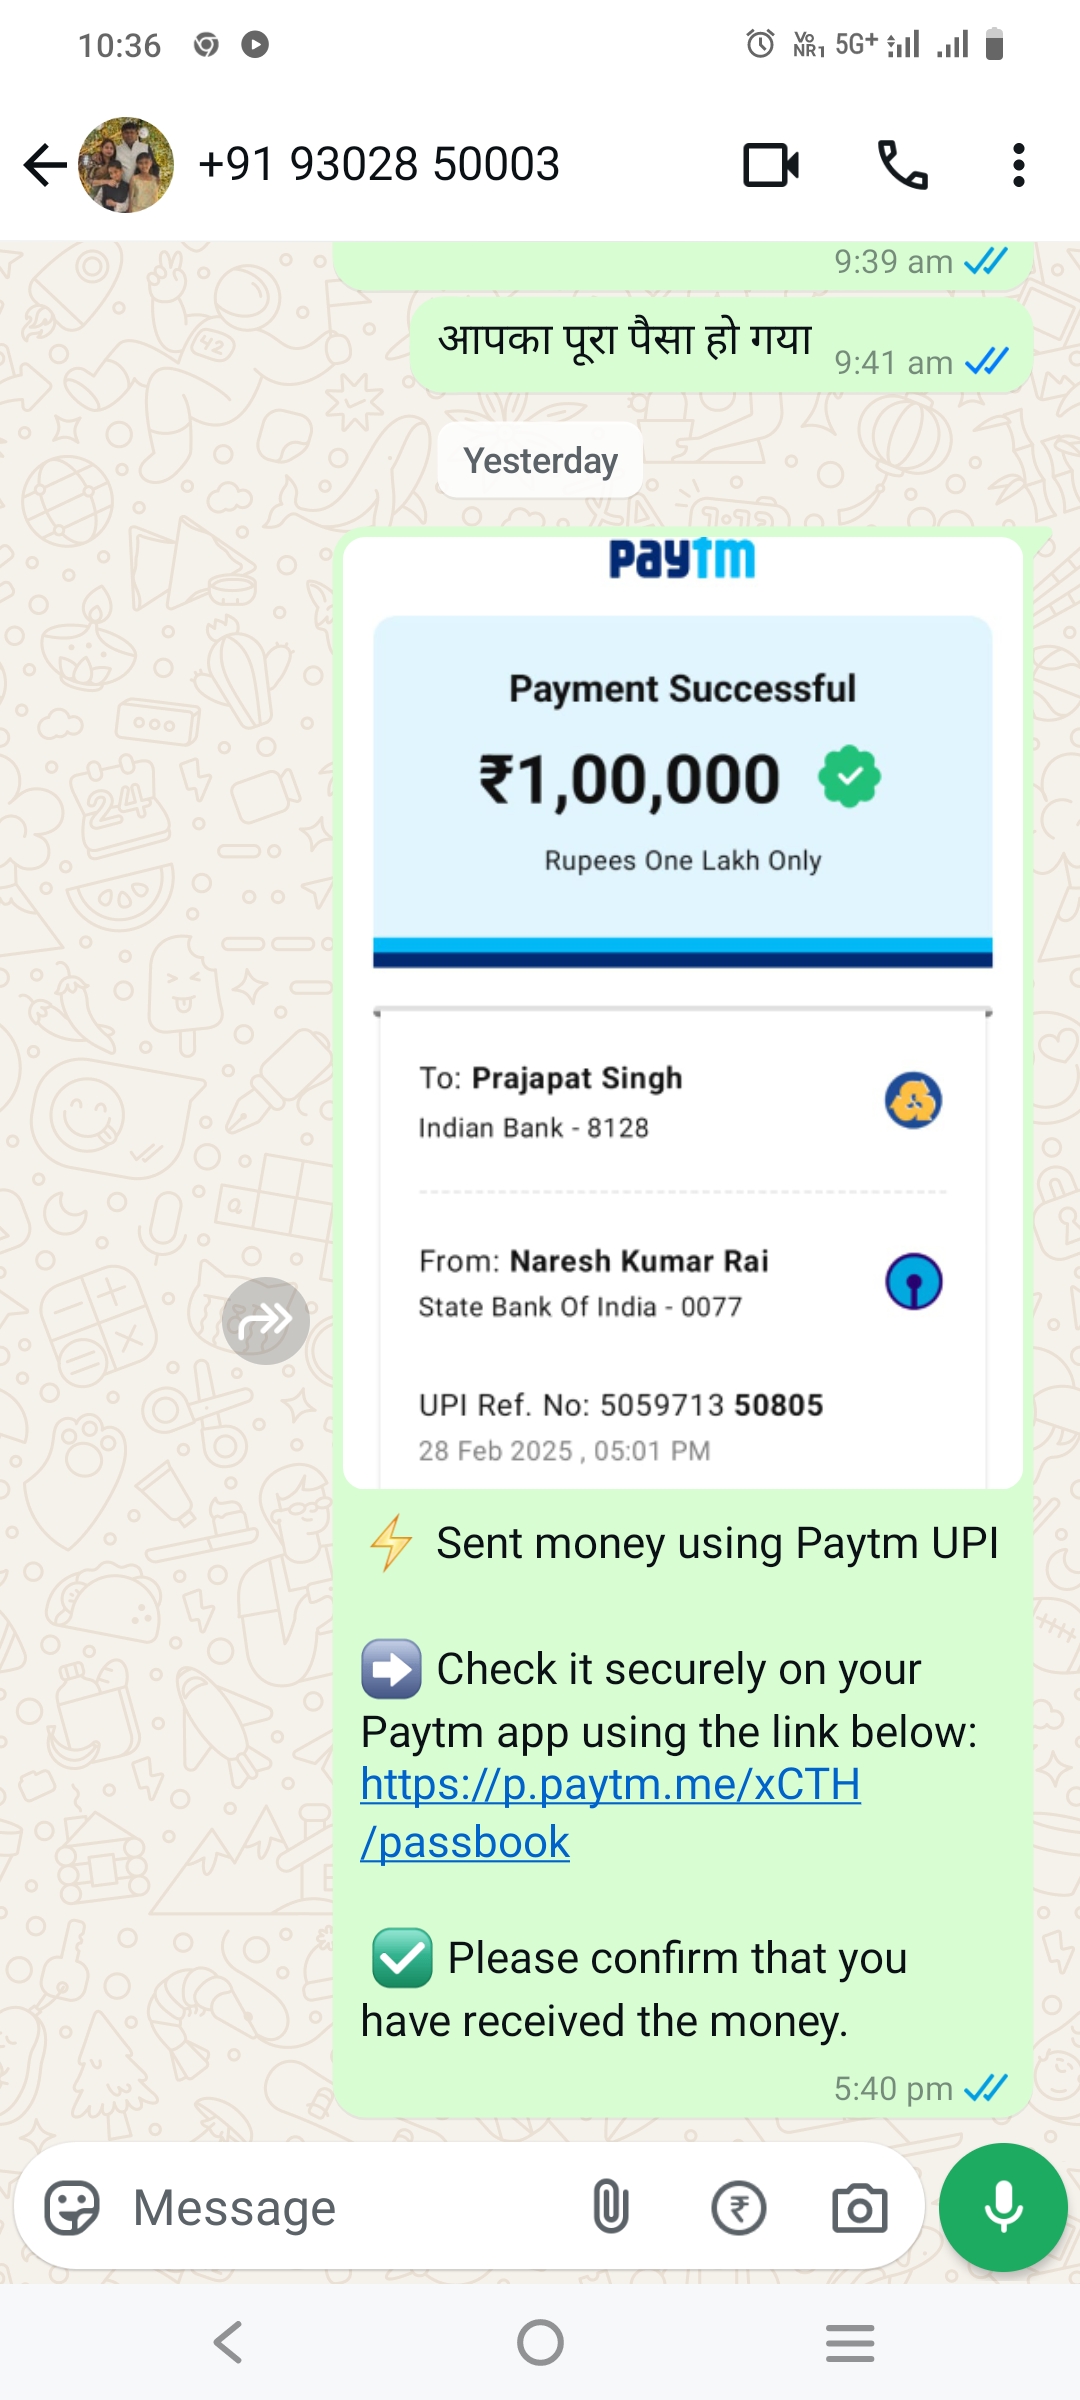 10:36
Vo
NR1 5G+
+91 93028 50003
9:39 am
आपका पूरा पैसा हो गया
9:41 am
Yesterday
paytm
Payment Successful
₹1,00,000
Rupees One Lakh Only
To: Prajapat Singh
Indian Bank - 8128
From: Naresh Kumar Rai
State Bank Of India - 0077
UPI Ref. No: 5059713 50805
28 Feb 2025 , 05:01 PM
⚡ Sent money using Paytm UPI
➡️ Check it securely on your
Paytm app using the link below:
https://p.paytm.me/xCTH
/passbook
✅ Please confirm that you
have received the money.
5:40 pm
Message